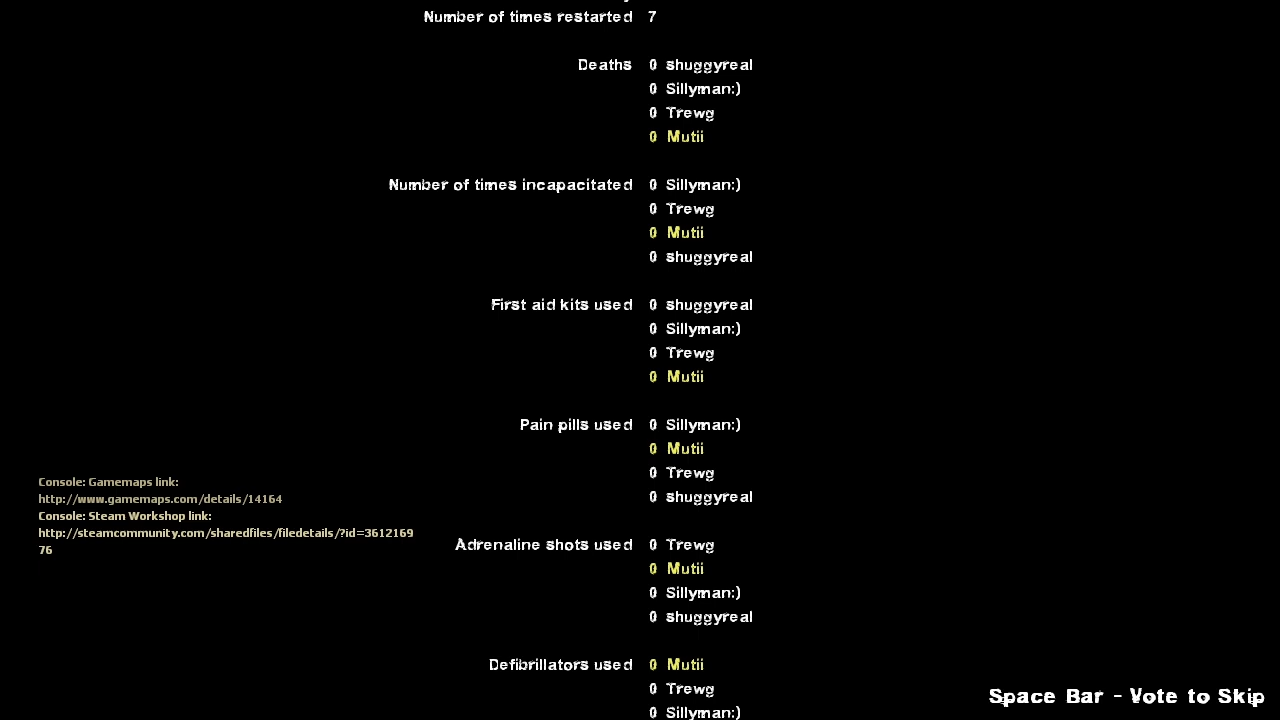 Number of times restarted 7
Deaths 0 shuggyreal
0 Sillyman:)
0 Trewg
0 Mutii
Number of times incapacitated 0 Sillyman:)
0 Trewg
0 Mutii
0 shuggyreal
First aid kits used 0 shuggyreal
0 Sillyman:)
0 Trewg
0 Mutii
Pain pills used 0 Sillyman:)
0 Mutii
0 Trewg
0 shuggyreal
Console: Gamemaps link:
http://www.gamemaps.com/details/14164
Console: Steam Workshop link:
http://steamcommunity.com/sharedfiles/filedetails/?id=3612169
76
Adrenaline shots used 0 Trewg
0 Mutii
0 Sillyman:)
0 shuggyreal
Defibrillators used 0 Mutii
0 Trewg
0 Sillyman:)
Space Bar - Vote to Skip